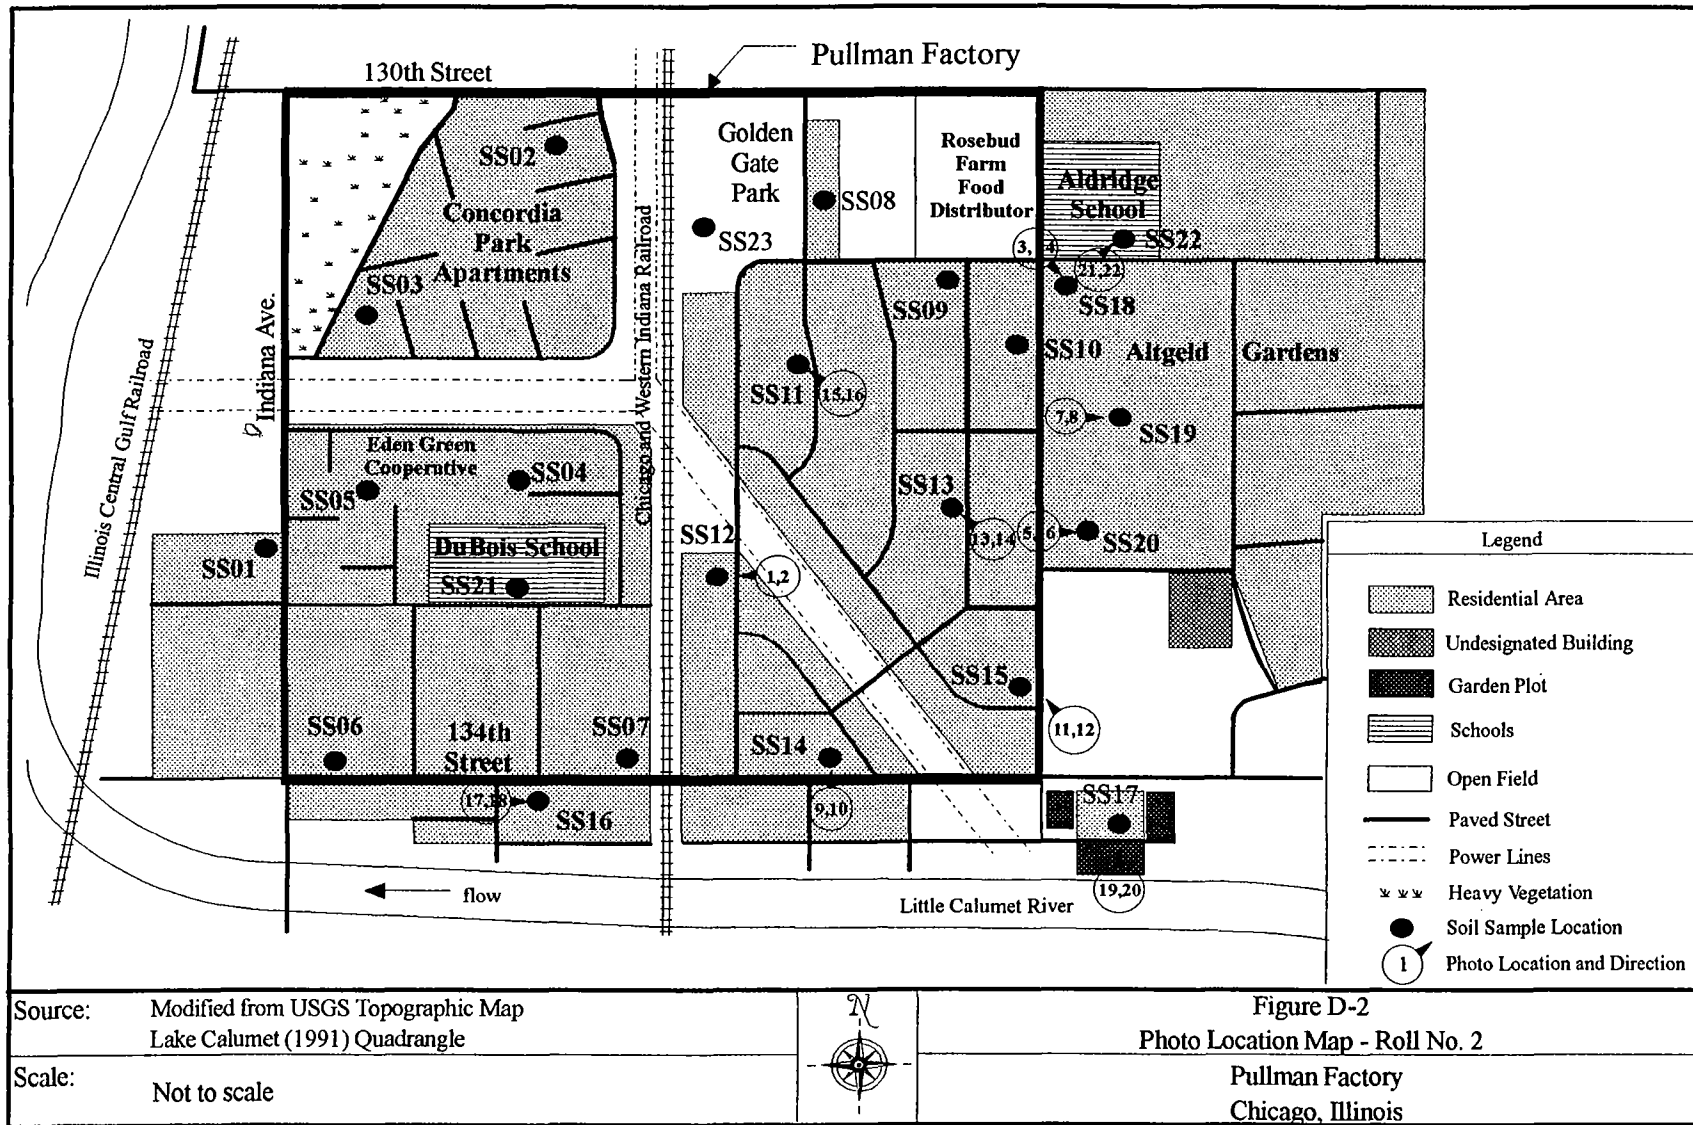 Pullman Factory
130th Street
Golden
Gate
Park
Rosebud
Farm
Food
Distributor
Aldridge
School
SS02
SS08
Concordia
Park
Apartments
SS23
SS22
3, 4
21,22
SS03
SS18
SS09
SS10
Altgeld Gardens
Indiana Ave.
Illinois Central Gulf Railroad
Chicago and Western Indiana Railroad
SS11
15,16
7,8
SS19
Eden Green
Cooperative
SS04
SS05
SS13
13,14
5, 6
SS20
SS12
DuBois School
SS01
SS21
1,2
SS15
11,12
SS06
134th
Street
SS07
SS14
17,18
SS16
9,10
SS17
19,20
flow
Little Calumet River
Legend
Residential Area
Undesignated Building
Garden Plot
Schools
Open Field
Paved Street
Power Lines
Heavy Vegetation
Soil Sample Location
1 Photo Location and Direction
Source: Modified from USGS Topographic Map
Lake Calumet (1991) Quadrangle
Scale: Not to scale
N
Figure D-2
Photo Location Map - Roll No. 2
Pullman Factory
Chicago, Illinois